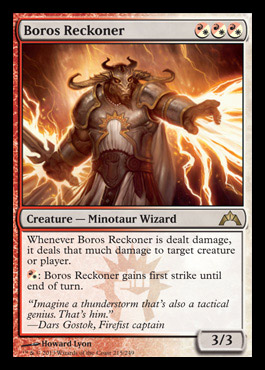 Boros Reckoner
Creature — Minotaur Wizard
Whenever Boros Reckoner is dealt damage,
it deals that much damage to target creature
or player.
: Boros Reckoner gains first strike until
end of turn.
“Imagine a thunderstorm that’s also a tactical
genius. That’s him.”
—Dars Gostok, Firefist captain
3/3
Howard Lyon
215/249